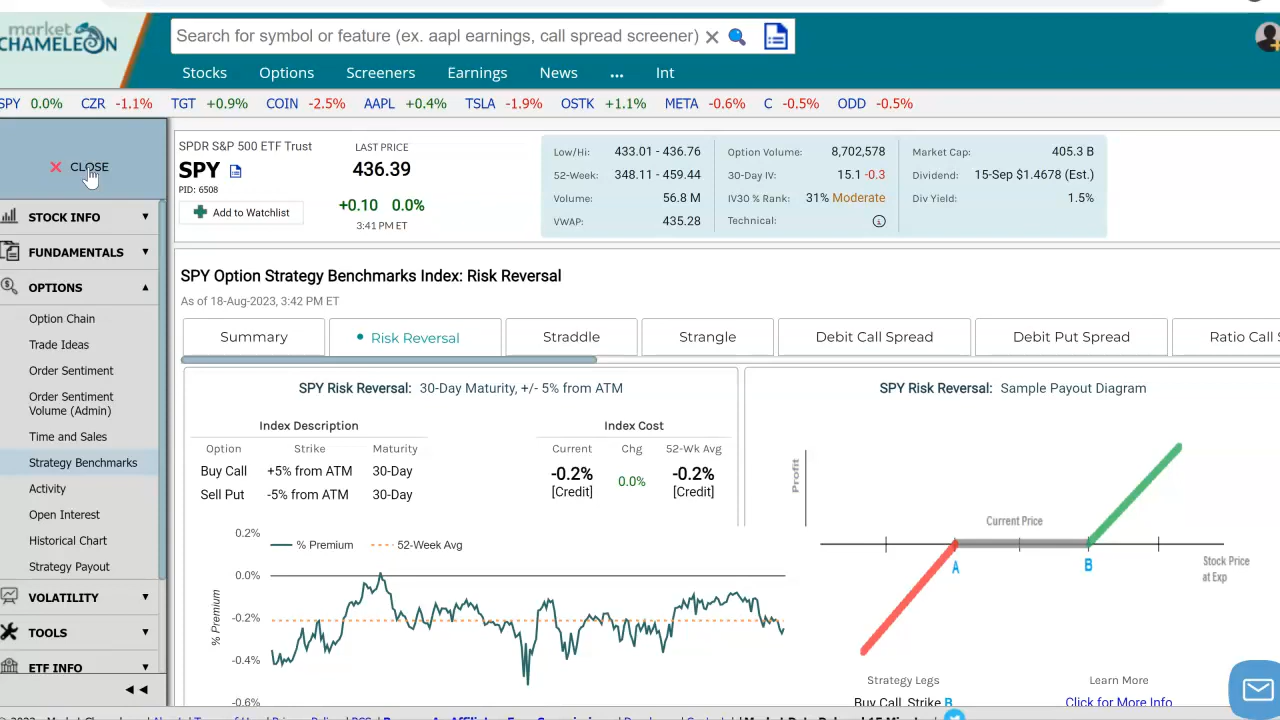 market
CHAMELEON
Search for symbol or feature (ex. aapl earnings, call spread screener)
Stocks Options Screeners Earnings News ... Int
SPY 0.0% CZR -1.1% TGT +0.9% COIN -2.5% AAPL +0.4% TSLA -1.9% OSTK +1.1% META -0.6% C -0.5% ODD -0.5%
CLOSE
STOCK INFO
FUNDAMENTALS
OPTIONS
Option Chain
Trade Ideas
Order Sentiment
Order Sentiment
Volume (Admin)
Time and Sales
Strategy Benchmarks
Activity
Open Interest
Historical Chart
Strategy Payout
VOLATILITY
TOOLS
ETF INFO
SPDR S&P 500 ETF Trust
SPY
PID: 6508
Add to Watchlist
LAST PRICE
436.39
+0.10 0.0%
3:41 PM ET
Low/Hi: 433.01 - 436.76
52-Week: 348.11 - 459.44
Volume: 56.8 M
VWAP: 435.28
Option Volume: 8,702,578
30-Day IV: 15.1 -0.3
IV30 % Rank: 31% Moderate
Technical:
Market Cap: 405.3 B
Dividend: 15-Sep $1.4678 (Est.)
Div Yield: 1.5%
SPY Option Strategy Benchmarks Index: Risk Reversal
As of 18-Aug-2023, 3:42 PM ET
Summary • Risk Reversal Straddle Strangle Debit Call Spread Debit Put Spread Ratio Call
SPY Risk Reversal: 30-Day Maturity, +/- 5% from ATM
Index Description
Option Strike Maturity
Buy Call +5% from ATM 30-Day
Sell Put -5% from ATM 30-Day
Index Cost
Current Chg 52-Wk Avg
-0.2% 0.0% -0.2%
[Credit] [Credit]
% Premium 52-Week Avg
0.2%
0.0%
-0.2%
-0.4%
-0.6%
% Premium
SPY Risk Reversal: Sample Payout Diagram
Profit
Current Price
A
B
Stock Price
at Exp
Strategy Legs
Buy Call, Strike B
Learn More
Click for More Info